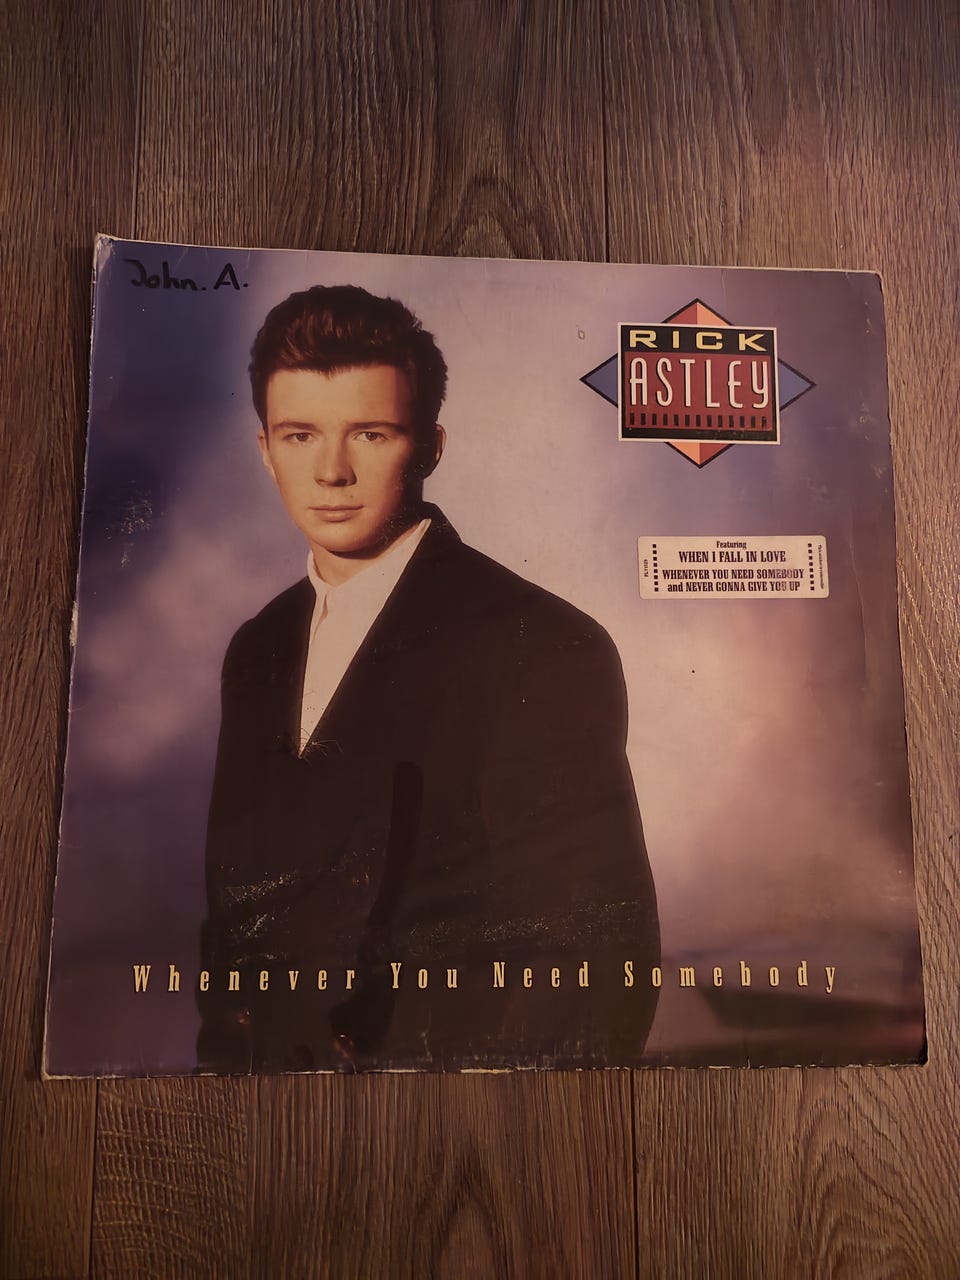 John. A.
RICK
ASTLEY
Featuring
WHEN I FALL IN LOVE
WHENEVER YOU NEED SOMEBODY
and NEVER GONNA GIVE YOU UP
Whenever You Need Somebody